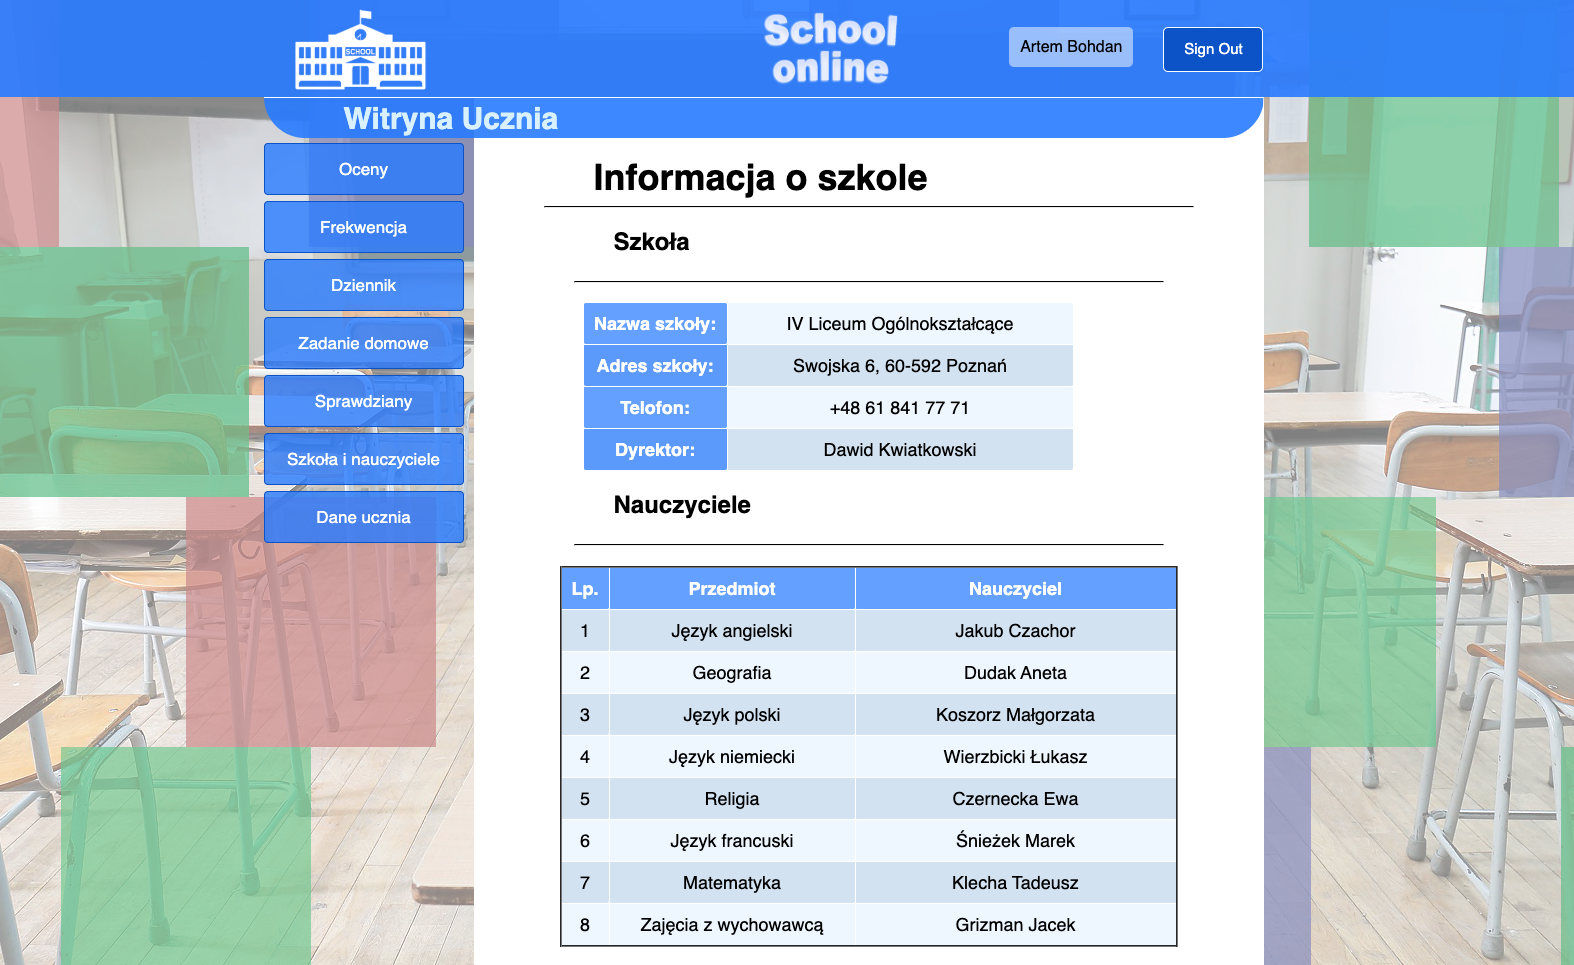 SCHOOL
School
online
Artem Bohdan
Sign Out
Witryna Ucznia
Oceny
Frekwencja
Dziennik
Zadanie domowe
Sprawdziany
Szkoła i nauczyciele
Dane ucznia
Informacja o szkole
Szkoła
Nazwa szkoły: IV Liceum Ogólnokształcące
Adres szkoły: Swojska 6, 60-592 Poznań
Telofon: +48 61 841 77 71
Dyrektor: Dawid Kwiatkowski
Nauczyciele
Lp. Przedmiot Nauczyciel
1 Język angielski Jakub Czachor
2 Geografia Dudak Aneta
3 Język polski Koszorz Małgorzata
4 Język niemiecki Wierzbicki Łukasz
5 Religia Czernecka Ewa
6 Język francuski Śnieżek Marek
7 Matematyka Klecha Tadeusz
8 Zajęcia z wychowawcą Grizman Jacek